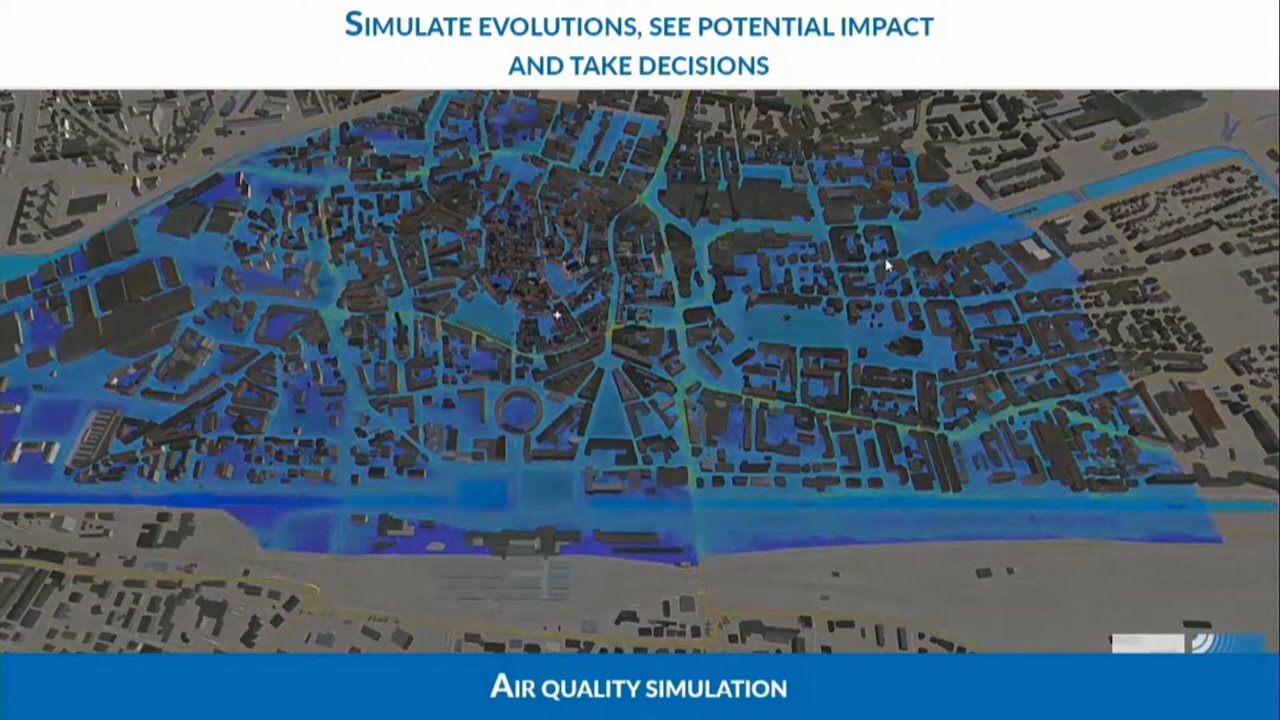 SIMULATE EVOLUTIONS, SEE POTENTIAL IMPACT
AND TAKE DECISIONS
AIR QUALITY SIMULATION